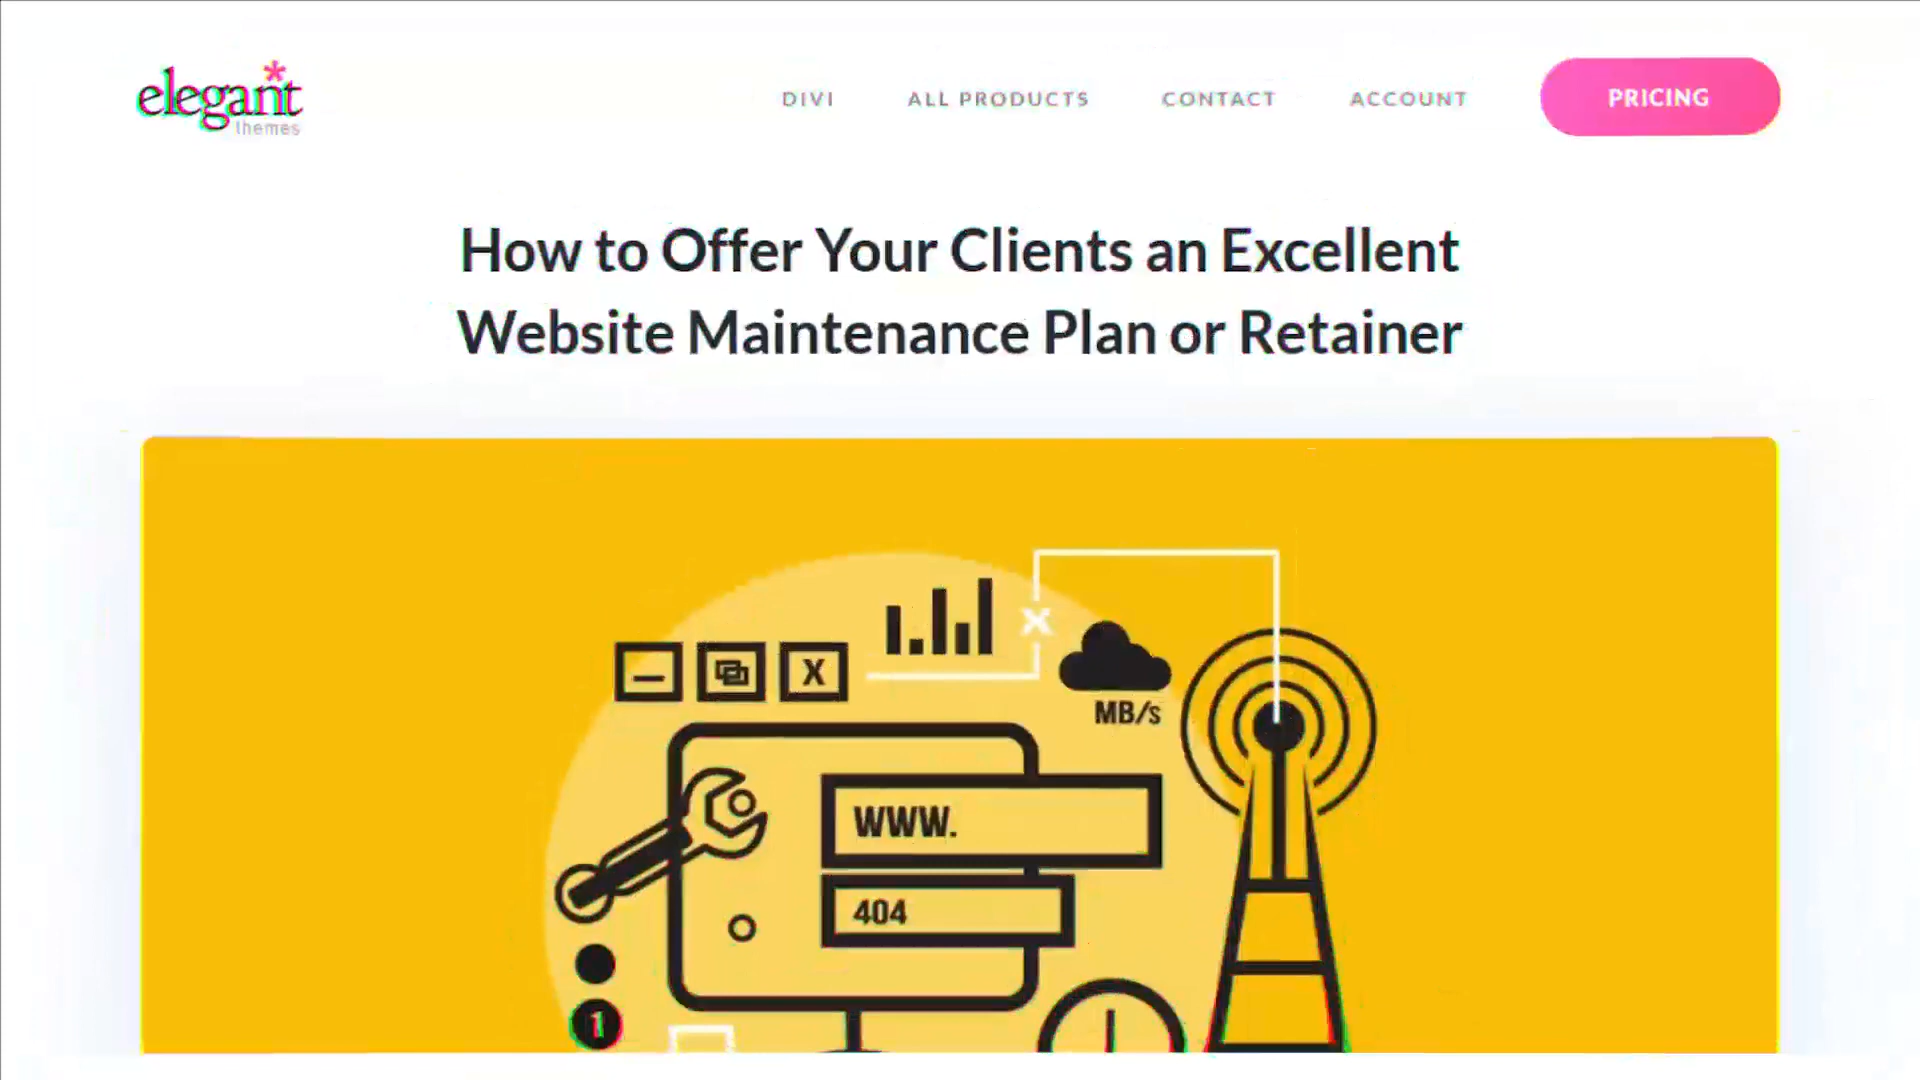 elegant*
themes
DIVI
ALL PRODUCTS
CONTACT
ACCOUNT
PRICING
How to Offer Your Clients an Excellent
Website Maintenance Plan or Retainer
X
X
MB/s
WWW.
404
1